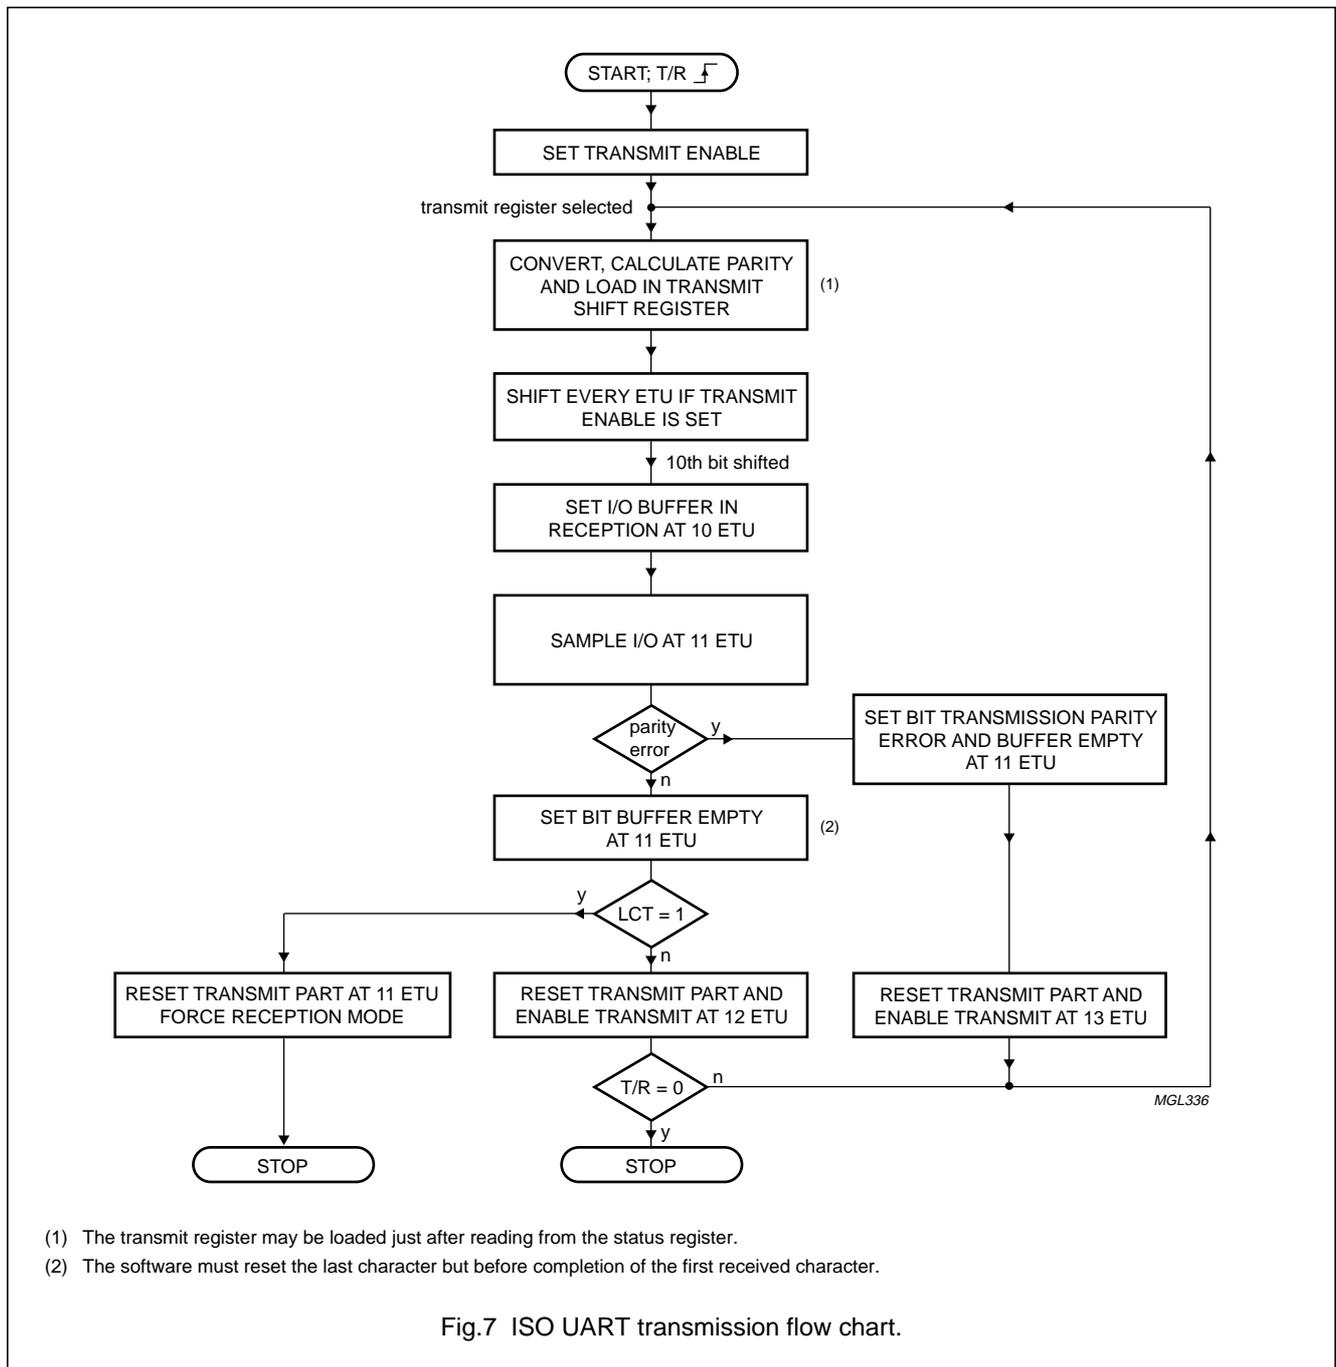 START; T/R
SET TRANSMIT ENABLE
transmit register selected
CONVERT, CALCULATE PARITY
AND LOAD IN TRANSMIT
SHIFT REGISTER
(1)
SHIFT EVERY ETU IF TRANSMIT
ENABLE IS SET
10th bit shifted
SET I/O BUFFER IN
RECEPTION AT 10 ETU
SAMPLE I/O AT 11 ETU
parity
error
y
SET BIT TRANSMISSION PARITY
ERROR AND BUFFER EMPTY
AT 11 ETU
n
SET BIT BUFFER EMPTY
AT 11 ETU
(2)
y
LCT = 1
n
RESET TRANSMIT PART AT 11 ETU
FORCE RECEPTION MODE
RESET TRANSMIT PART AND
ENABLE TRANSMIT AT 12 ETU
RESET TRANSMIT PART AND
ENABLE TRANSMIT AT 13 ETU
T/R = 0
n
MGL336
y
STOP
STOP
(1) The transmit register may be loaded just after reading from the status register.
(2) The software must reset the last character but before completion of the first received character.
Fig.7 ISO UART transmission flow chart.